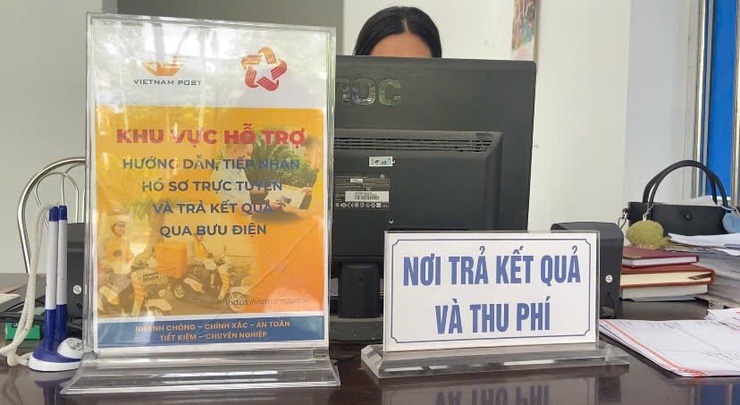 VIETNAM POST
KHU VỰC HỖ TRỢ
HƯỚNG DẪN, TIẾP NHẬN
HỒ SƠ TRỰC TUYẾN
VÀ TRẢ KẾT QUẢ
QUA BƯU ĐIỆN
NHANH CHÓNG – CHÍNH XÁC – AN TOÀN
TIẾT KIỆM – CHUYÊN NGHIỆP
AOC
NƠI TRẢ KẾT QUẢ
VÀ THU PHÍ